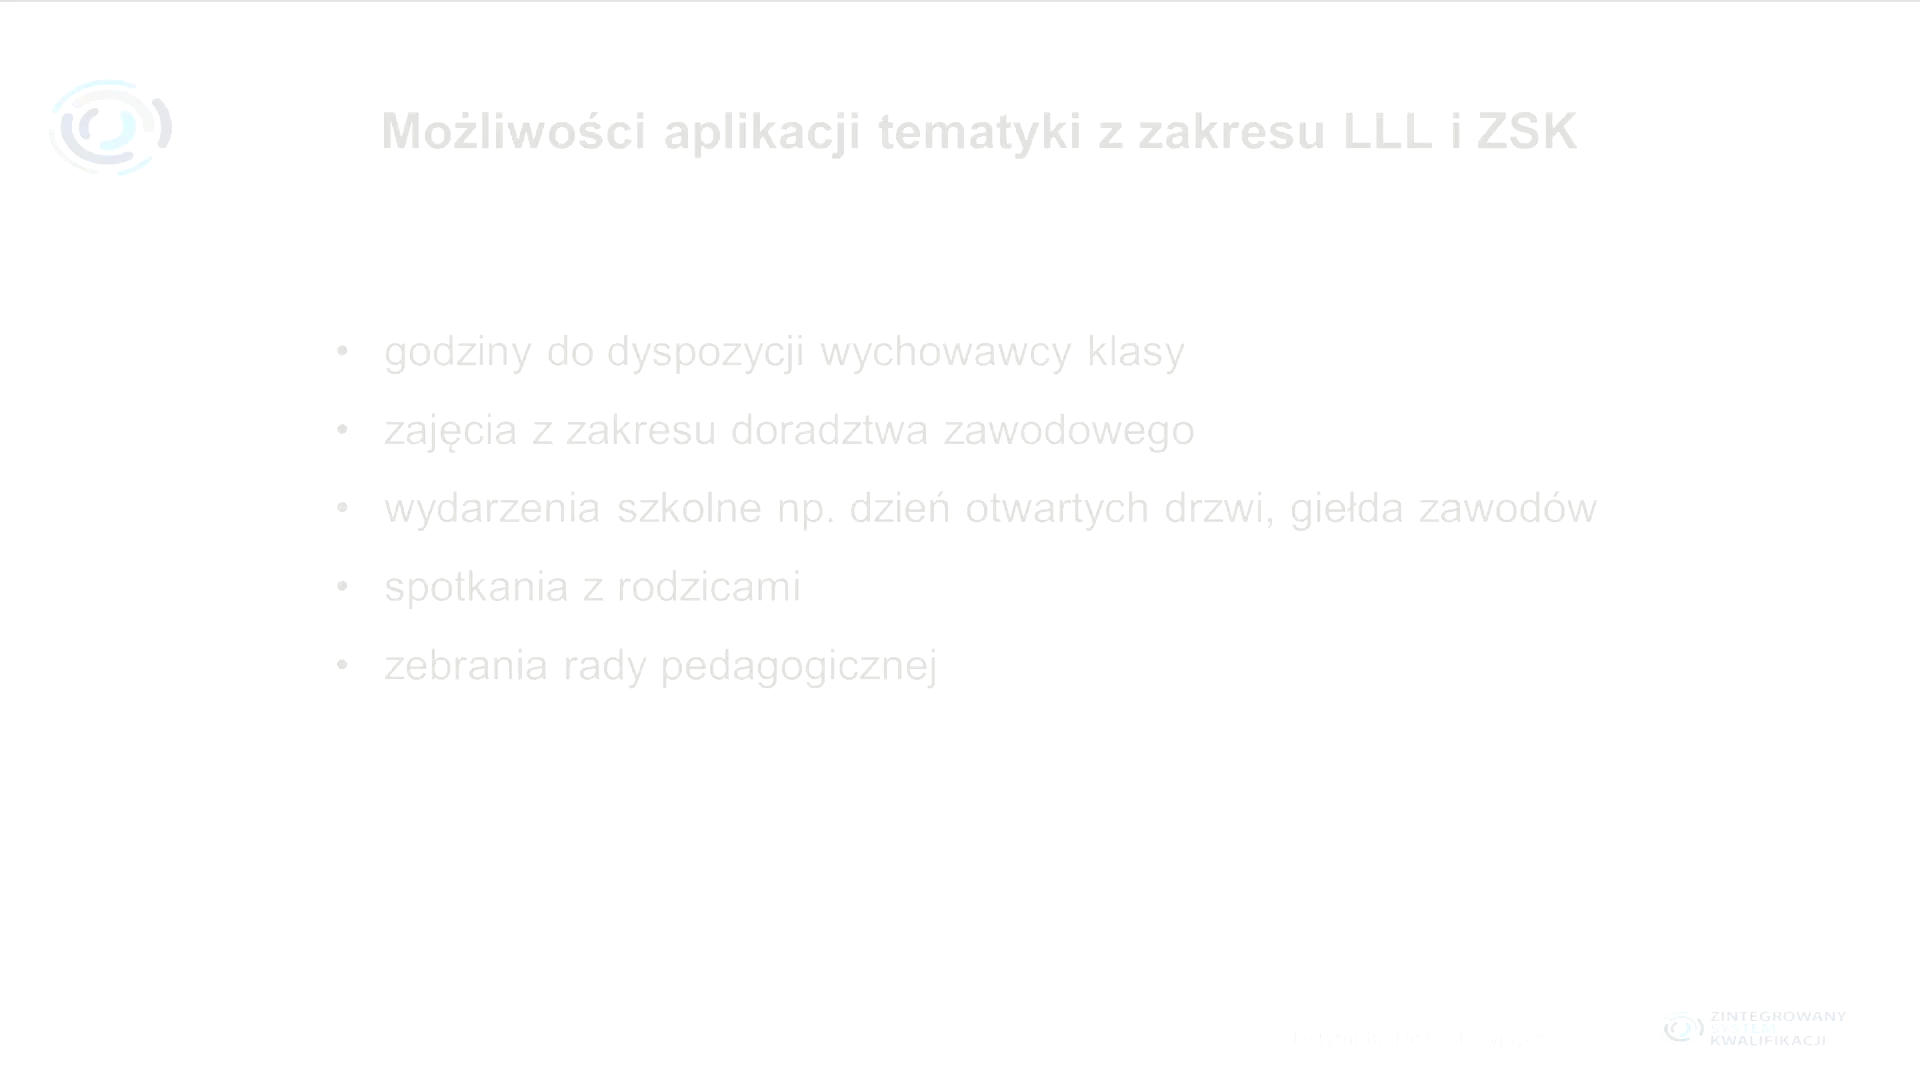 Możliwości aplikacji tematyki z zakresu LLL i ZSK
• godziny do dyspozycji wychowawcy klasy
• zajęcia z zakresu doradztwa zawodowego
• wydarzenia szkolne np. dzień otwartych drzwi, giełda zawodów
• spotkania z rodzicami
• zebrania rady pedagogicznej
ZINTEGROWANY
SYSTEM
KWALIFIKACJI